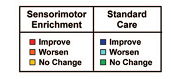 Sensorimotor Enrichment
Standard Care
Improve
Worsen
No Change
Improve
Worsen
No Change